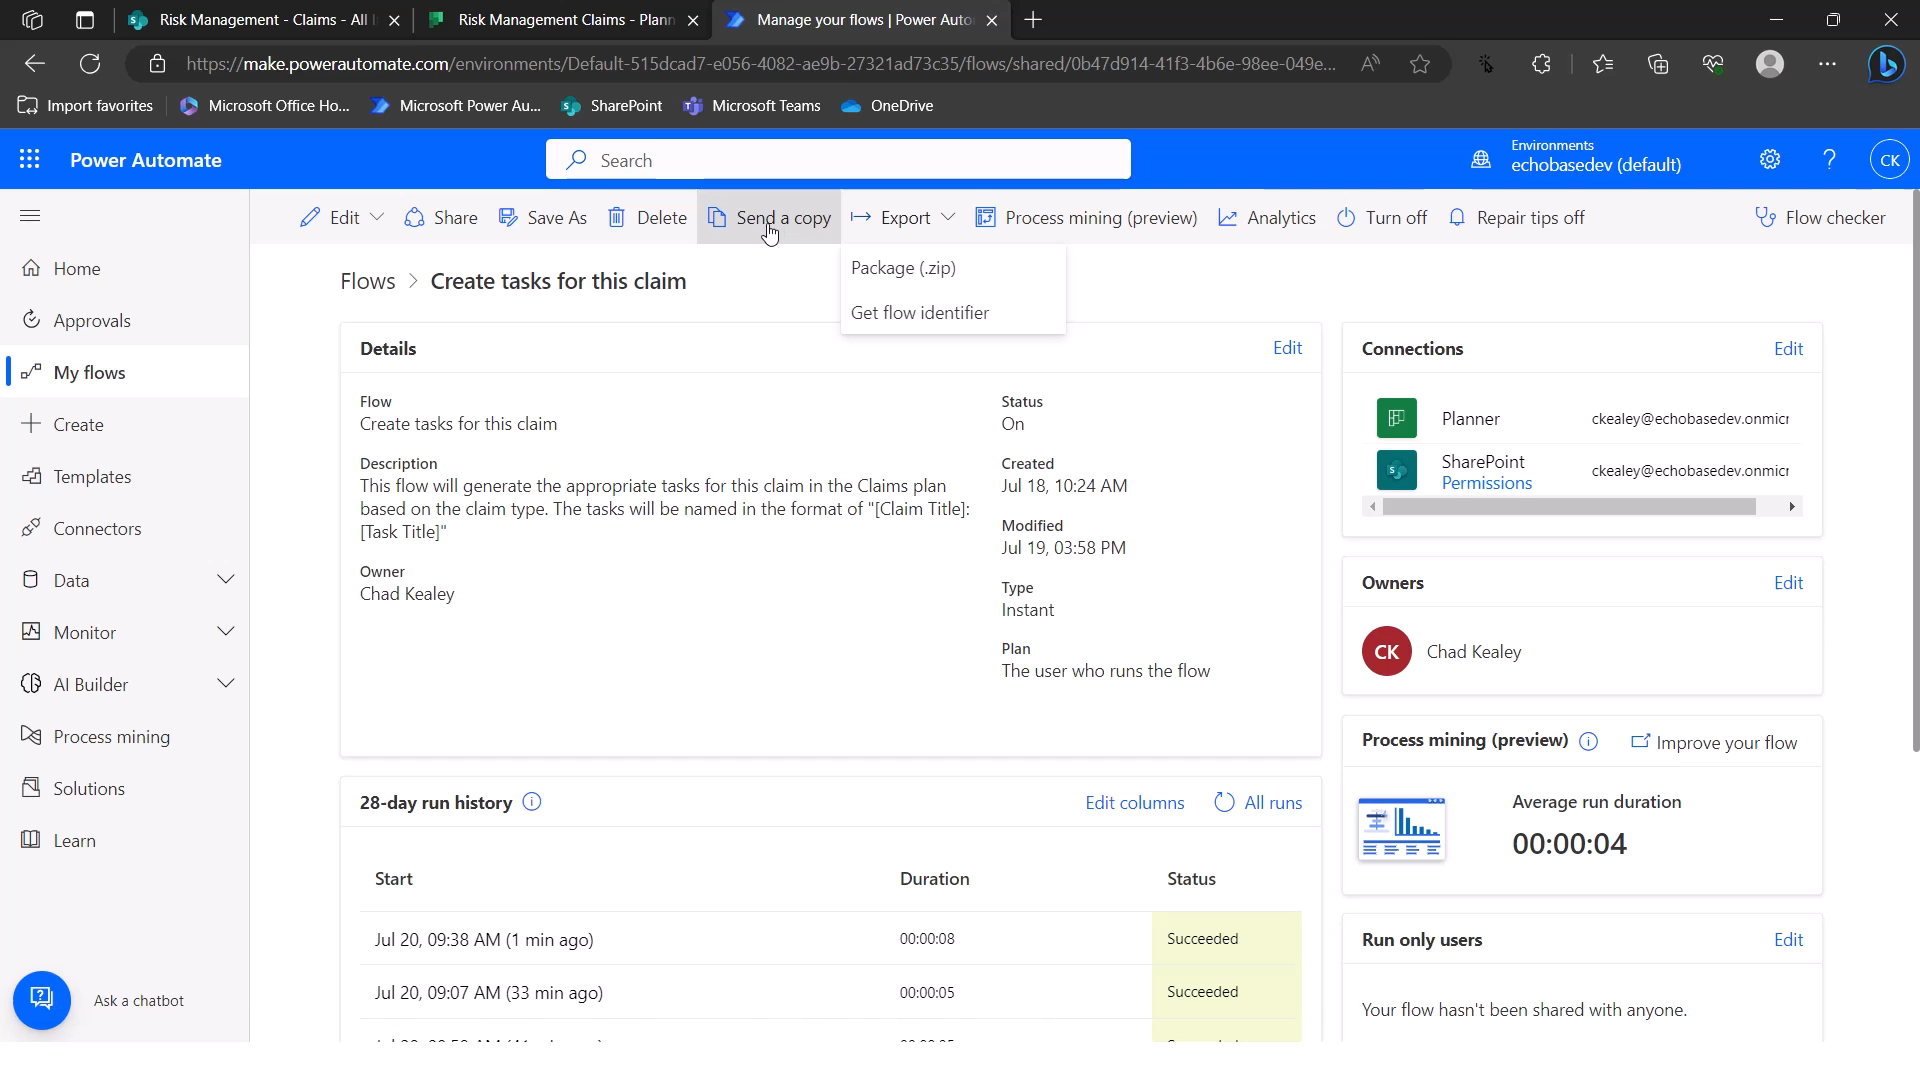 Risk Management - Claims - All
Risk Management Claims - Plann
Manage your flows | Power Auto
https://make.powerautomate.com/environments/Default-515dcad7-e056-4082-ae9b-27321ad73c35/flows/shared/0b47d914-41f3-4b6e-98ee-049e...
Import favorites
Microsoft Office Ho...
Microsoft Power Au...
SharePoint
Microsoft Teams
OneDrive
Power Automate
Search
Environments
echobasedev (default)
CK
Edit
Share
Save As
Delete
Send a copy
Export
Process mining (preview)
Analytics
Turn off
Repair tips off
Flow checker
Package (.zip)
Get flow identifier
Home
Approvals
My flows
Create
Templates
Connectors
Data
Monitor
AI Builder
Process mining
Solutions
Learn
Ask a chatbot
Flows > Create tasks for this claim
Details
Edit
Flow
Create tasks for this claim
Description
This flow will generate the appropriate tasks for this claim in the Claims plan
based on the claim type. The tasks will be named in the format of "[Claim Title]:
[Task Title]"
Owner
Chad Kealey
Status
On
Created
Jul 18, 10:24 AM
Modified
Jul 19, 03:58 PM
Type
Instant
Plan
The user who runs the flow
28-day run history
Edit columns
All runs
Start Duration Status
Jul 20, 09:38 AM (1 min ago) 00:00:08 Succeeded
Jul 20, 09:07 AM (33 min ago) 00:00:05 Succeeded
Connections
Edit
Planner ckealey@echobasedev.onmicr
SharePoint ckealey@echobasedev.onmicr
Permissions
Owners
Edit
CK
Chad Kealey
Process mining (preview)
Improve your flow
Average run duration
00:00:04
Run only users
Edit
Your flow hasn't been shared with anyone.